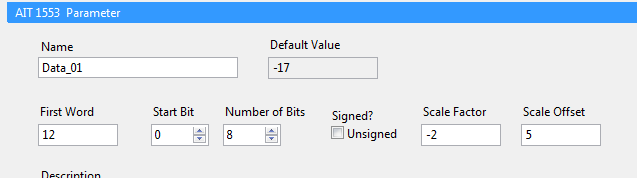 AIT 1553 Parameter
Name Default Value
Data_01 -17
First Word Start Bit Number of Bits Signed? Scale Factor Scale Offset
12 0 8 Unsigned -2 5
Description